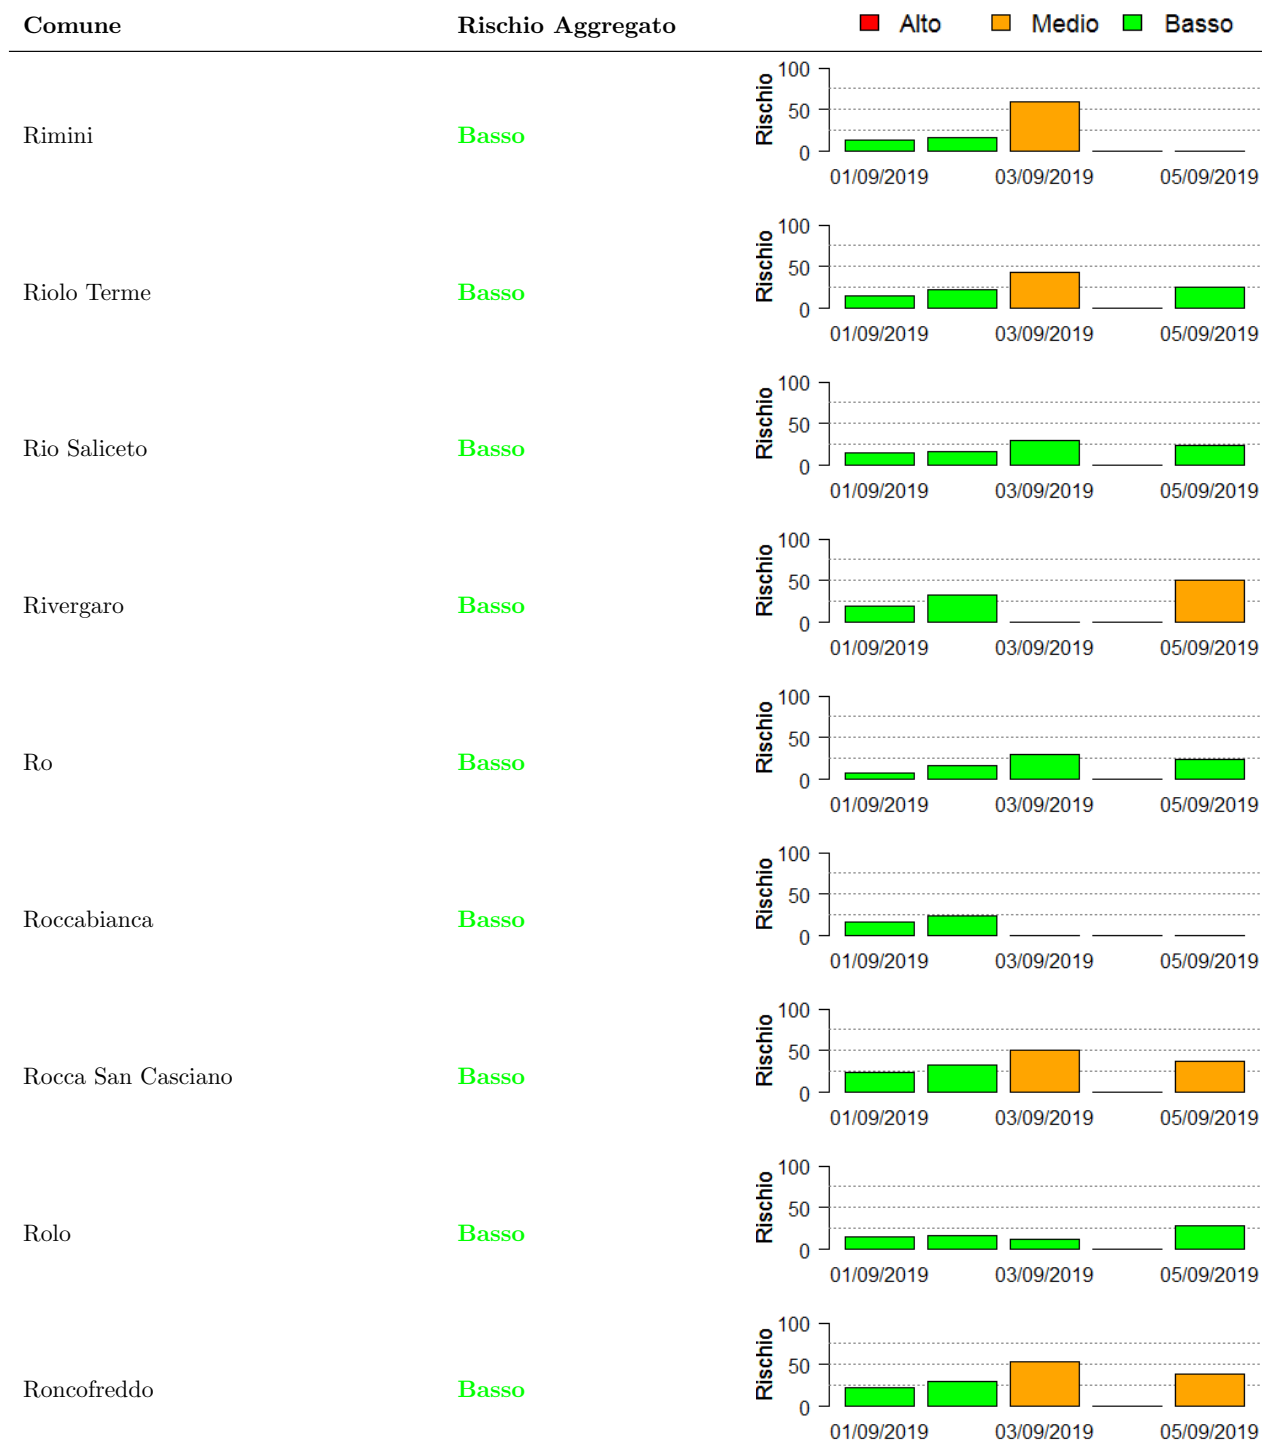 Comune Rischio Aggregato Alto Medio Basso
Rimini Basso Rischio 100 50 0
01/09/2019 03/09/2019 05/09/2019
Riolo Terme Basso Rischio 100 50 0
01/09/2019 03/09/2019 05/09/2019
Rio Saliceto Basso Rischio 100 50 0
01/09/2019 03/09/2019 05/09/2019
Rivergaro Basso Rischio 100 50 0
01/09/2019 03/09/2019 05/09/2019
Ro Basso Rischio 100 50 0
01/09/2019 03/09/2019 05/09/2019
Roccabianca Basso Rischio 100 50 0
01/09/2019 03/09/2019 05/09/2019
Rocca San Casciano Basso Rischio 100 50 0
01/09/2019 03/09/2019 05/09/2019
Rolo Basso Rischio 100 50 0
01/09/2019 03/09/2019 05/09/2019
Roncofreddo Basso Rischio 100 50 0
01/09/2019 03/09/2019 05/09/2019